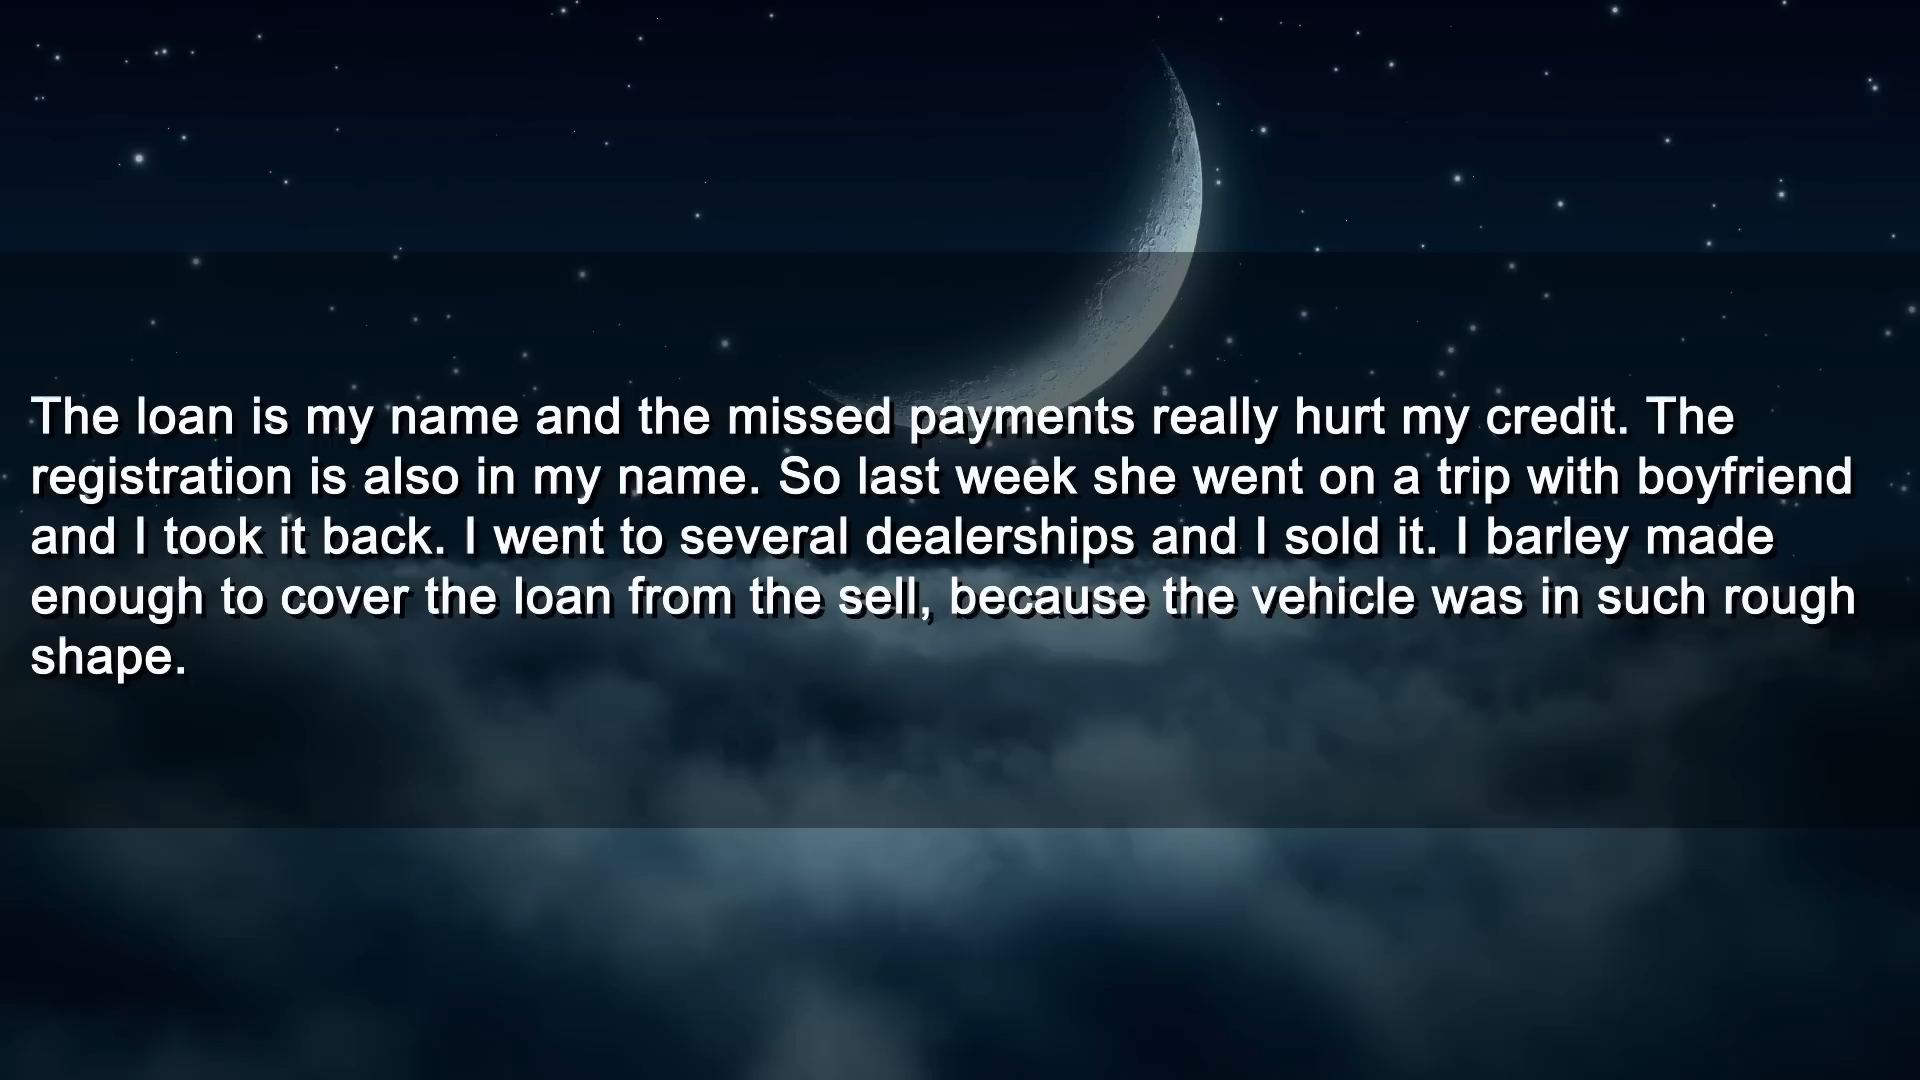 The loan is my name and the missed payments really hurt my credit. The
registration is also in my name. So last week she went on a trip with boyfriend
and I took it back. I went to several dealerships and I sold it. I barley made
enough to cover the loan from the sell, because the vehicle was in such rough
shape.